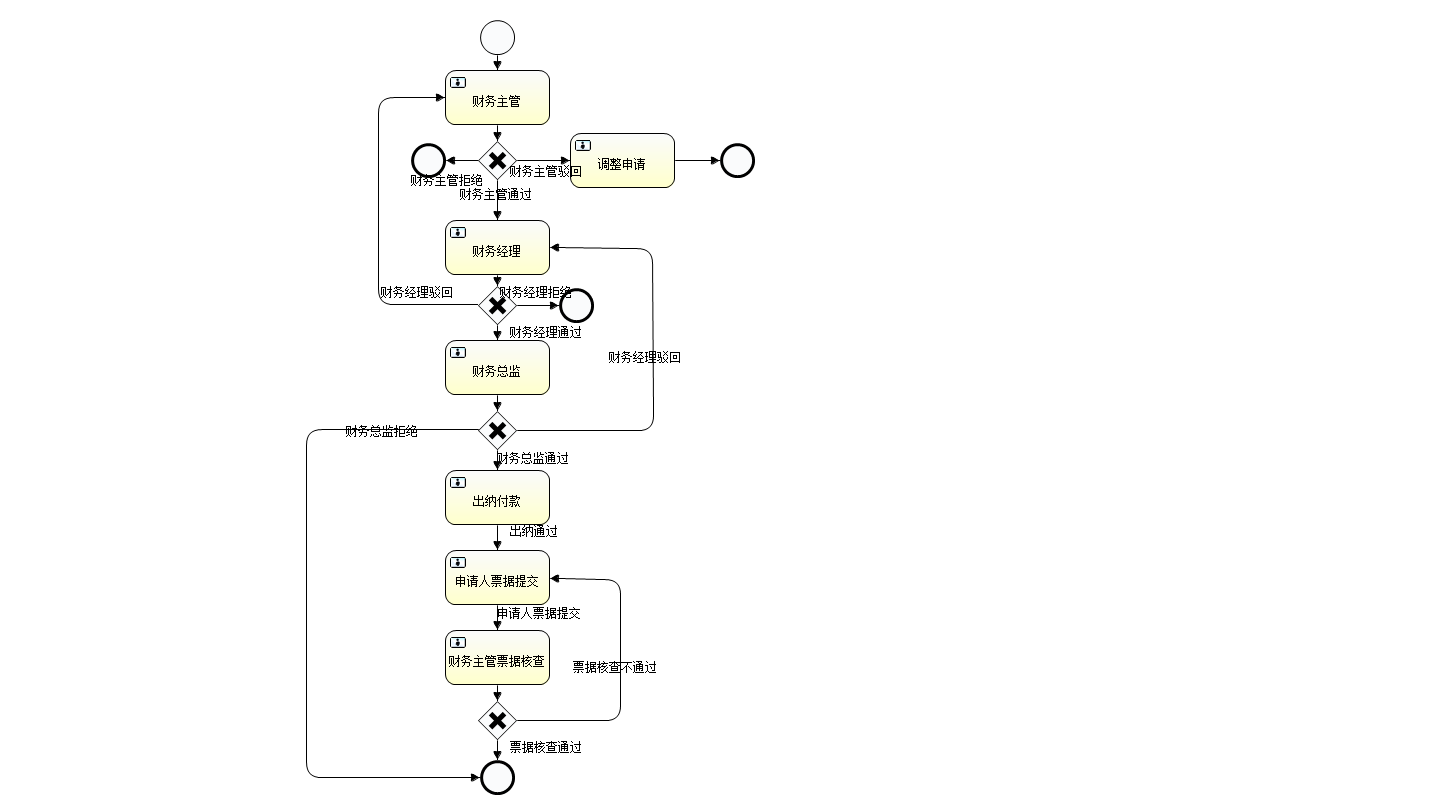 财务主管
财务主管驳回
调整申请
财务主管拒绝
财务主管通过
财务经理
财务经理驳回
财务经理拒绝
财务经理通过
财务经理驳回
财务总监
财务总监拒绝
财务总监通过
出纳付款
出纳通过
申请人票据提交
申请人票据提交
财务主管票据核查
票据核查不通过
票据核查通过